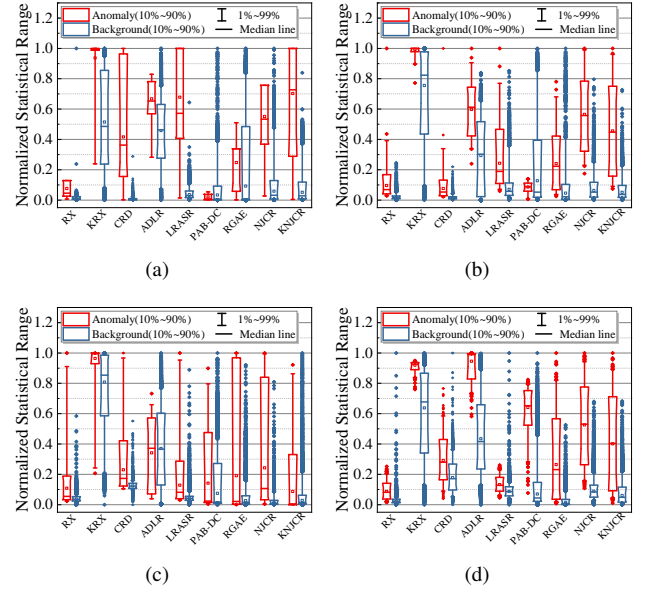 Anomaly(10%~90%) 1%~99%
Background(10%~90%) Median line
Normalized Statistical Range
1.2
1.0
0.8
0.6
0.4
0.2
0.0
RX KRX CRD ADLR LRASR PAB-DC RGAE NJCR KNJCR
(a)
Anomaly(10%~90%) 1%~99%
Background(10%~90%) Median line
Normalized Statistical Range
1.2
1.0
0.8
0.6
0.4
0.2
0.0
RX KRX CRD ADLR LRASR PAB-DC RGAE NJCR KNJCR
(b)
Anomaly(10%~90%) 1%~99%
Background(10%~90%) Median line
Normalized Statistical Range
1.2
1.0
0.8
0.6
0.4
0.2
0.0
RX KRX CRD ADLR LRASR PAB-DC RGAE NJCR KNJCR
(c)
Anomaly(10%~90%) 1%~99%
Background(10%~90%) Median line
Normalized Statistical Range
1.2
1.0
0.8
0.6
0.4
0.2
0.0
RX KRX CRD ADLR LRASR PAB-DC RGAE NJCR KNJCR
(d)